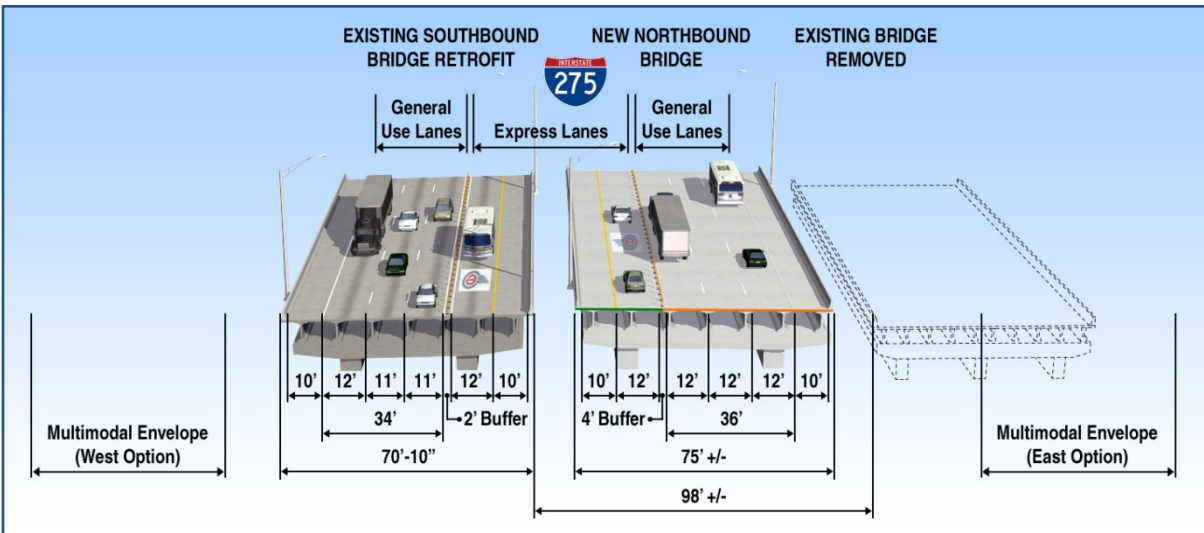 EXISTING SOUTHBOUND
BRIDGE RETROFIT
NEW NORTHBOUND
BRIDGE
EXISTING BRIDGE
REMOVED
INTERSTATE
275
General
Use Lanes
Express Lanes
General
Use Lanes
10' 12' 11' 11' 12' 10'
10' 12' 12' 12' 12' 10'
34' 2' Buffer
4' Buffer 36'
Multimodal Envelope
(West Option)
70'-10"
75' +/-
Multimodal Envelope
(East Option)
98' +/-